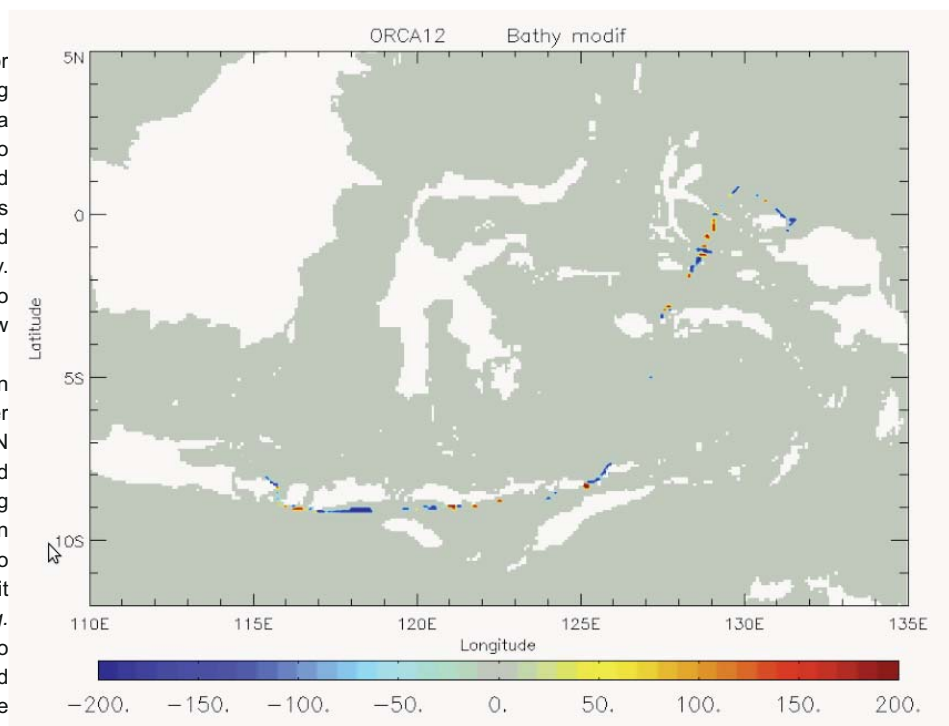 ORCA12 Bathy modif
5N
0
5S
10S
Latitude
110E 115E 120E 125E 130E 135E
Longitude
−200. −150. −100. −50. 0. 50. 100. 150. 200.